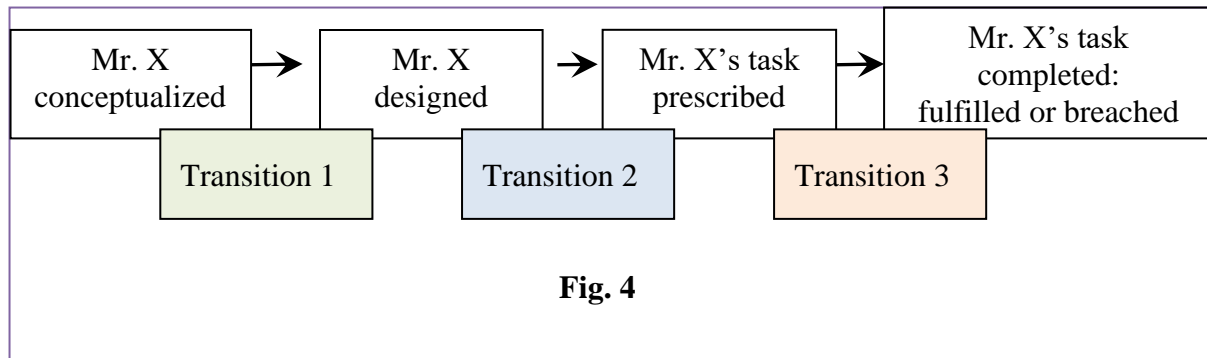 Mr. X
conceptualized
Mr. X
designed
Mr. X’s task
prescribed
Mr. X’s task
completed:
fulfilled or breached
Transition 1
Transition 2
Transition 3
Fig. 4